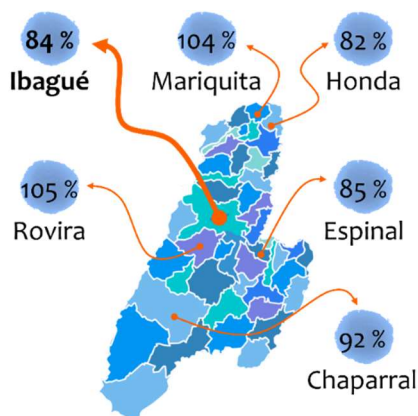 84 %
Ibagué
104 %
Mariquita
82 %
Honda
105 %
Rovira
85 %
Espinal
92 %
Chaparral